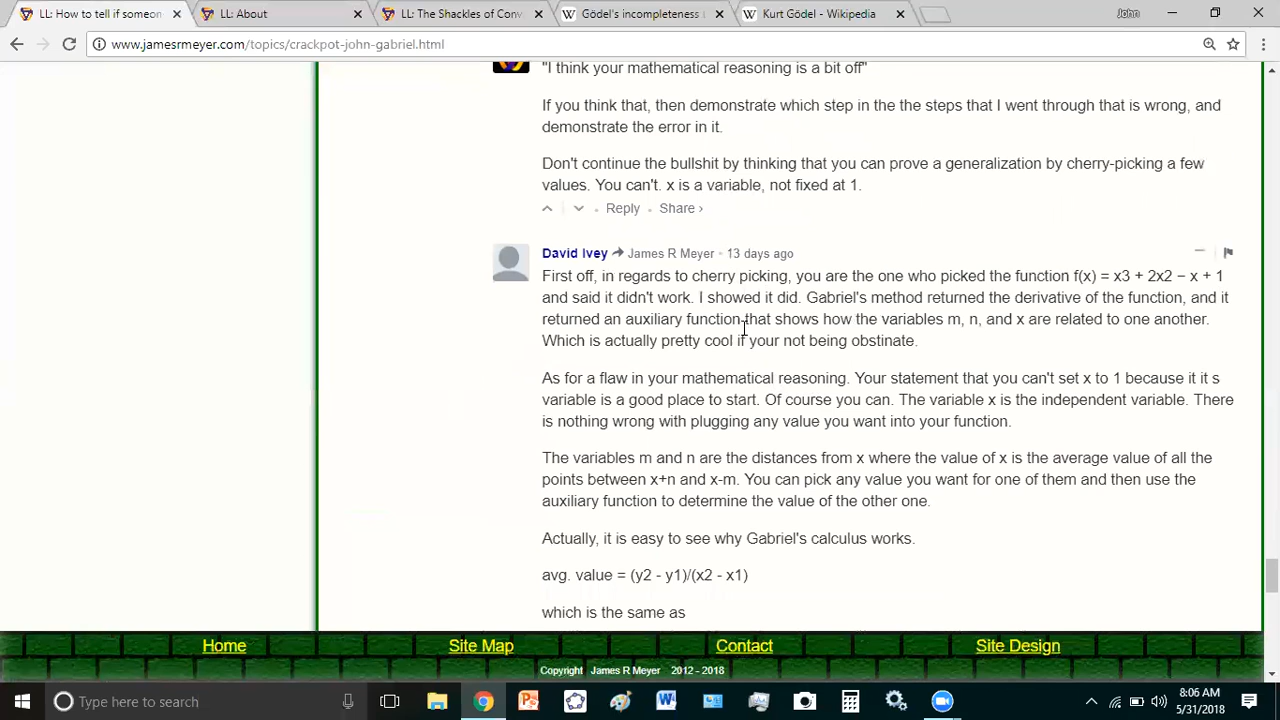 LL: How to tell if someon
LL: About
LL: The Shackles of Conv
Gödel's incompleteness
Kurt Gödel - Wikipedia
John
www.jamesrmeyer.com/topics/crackpot-john-gabriel.html
"I think your mathematical reasoning is a bit off"
If you think that, then demonstrate which step in the the steps that I went through that is wrong, and
demonstrate the error in it.
Don't continue the bullshit by thinking that you can prove a generalization by cherry-picking a few
values. You can't. x is a variable, not fixed at 1.
Reply Share ›
David Ivey James R Meyer • 13 days ago
First off, in regards to cherry picking, you are the one who picked the function f(x) = x3 + 2x2 − x + 1
and said it didn't work. I showed it did. Gabriel's method returned the derivative of the function, and it
returned an auxiliary function that shows how the variables m, n, and x are related to one another.
Which is actually pretty cool if your not being obstinate.
As for a flaw in your mathematical reasoning. Your statement that you can't set x to 1 because it it s
variable is a good place to start. Of course you can. The variable x is the independent variable. There
is nothing wrong with plugging any value you want into your function.
The variables m and n are the distances from x where the value of x is the average value of all the
points between x+n and x-m. You can pick any value you want for one of them and then use the
auxiliary function to determine the value of the other one.
Actually, it is easy to see why Gabriel's calculus works.
avg. value = (y2 - y1)/(x2 - x1)
which is the same as
Home Site Map Contact Site Design
Copyright James R Meyer 2012 - 2018
Type here to search
8:06 AM
5/31/2018